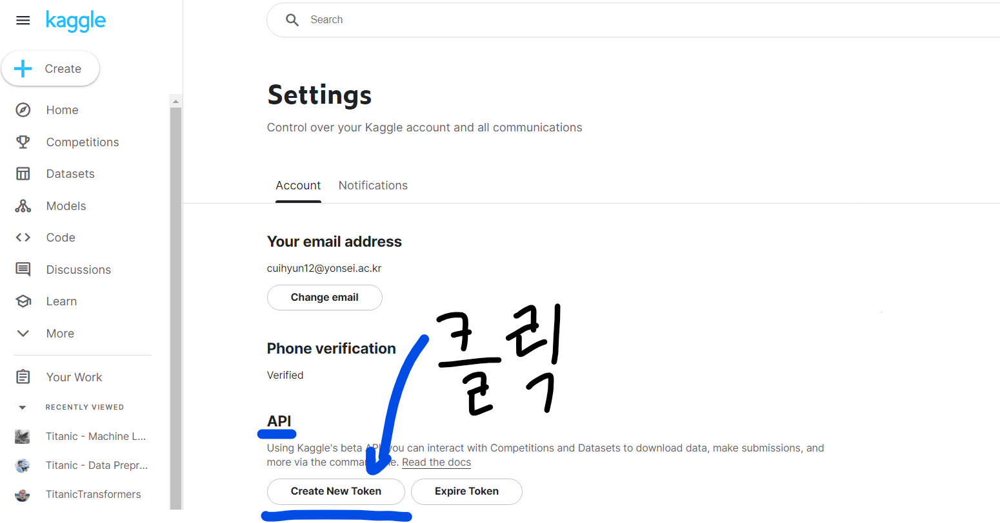 kaggle
Search
Create
Home
Competitions
Datasets
Models
Code
Discussions
Learn
More
Your Work
RECENTLY VIEWED
Titanic - Machine L...
Titanic - Data Prepr...
TitanicTransformers
Settings
Control over your Kaggle account and all communications
Account Notifications
Your email address
cuihyun12@yonsei.ac.kr
Change email
클릭
Phone verification
Verified
API
Using Kaggle's beta API, you can interact with Competitions and Datasets to download data, make submissions, and
more via the command line. Read the docs
Create New Token Expire Token